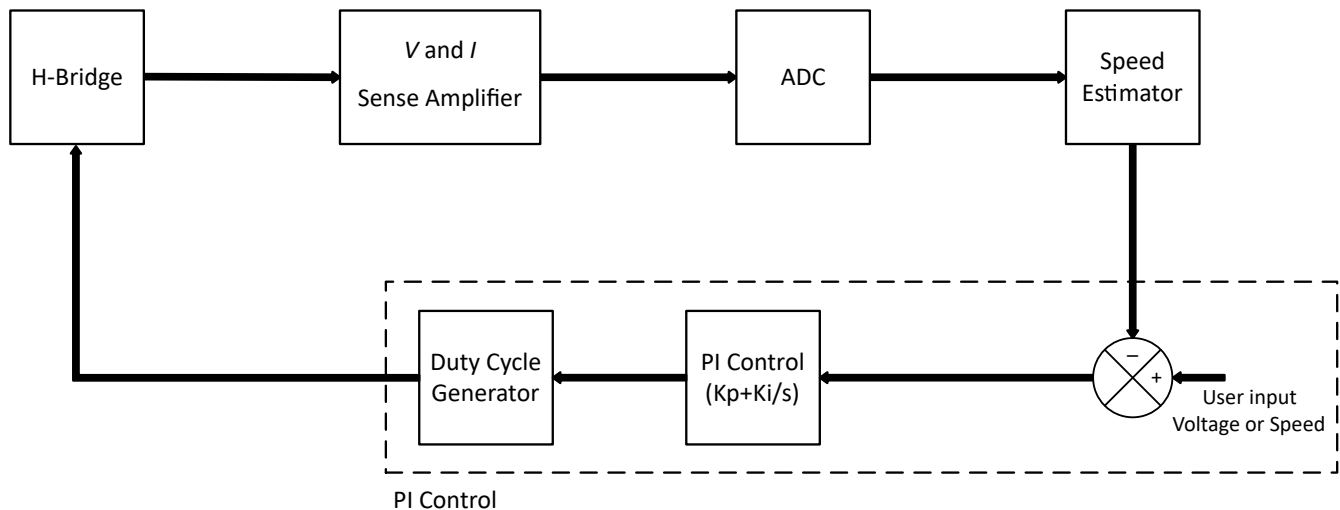 H-Bridge
V and I
Sense Amplifier
ADC
Speed
Estimator
Duty Cycle
Generator
PI Control
(Kp+Ki/s)
−
+
User input
Voltage or Speed
PI Control